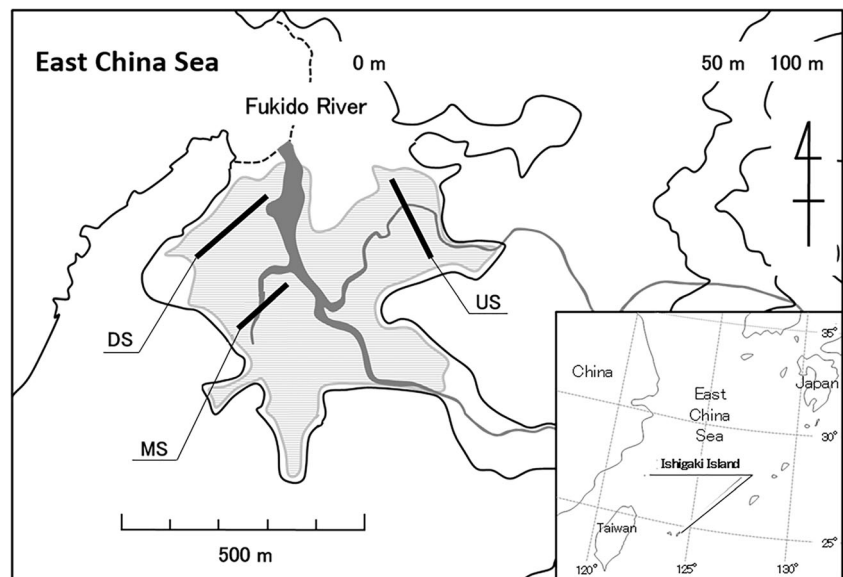 East China Sea
0 m
50 m
100 m
Fukido River
DS
US
MS
500 m
China
Japan
East
China
Sea
Ishigaki Island
Taiwan
35°
30°
25°
120°
125°
130°